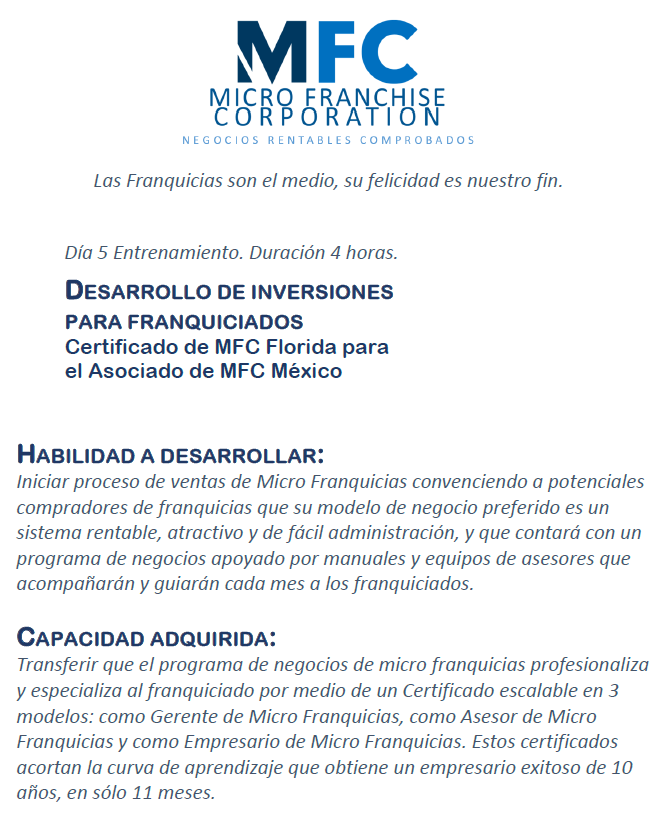 MFC
MICRO FRANCHISE
CORPORATION
NEGOCIOS RENTABLES COMPROBADOS
Las Franquicias son el medio, su felicidad es nuestro fin.
Día 5 Entrenamiento. Duración 4 horas.
DESARROLLO DE INVERSIONES
PARA FRANQUICIADOS
Certificado de MFC Florida para
el Asociado de MFC México
HABILIDAD A DESARROLLAR:
Iniciar proceso de ventas de Micro Franquicias convenciendo a potenciales
compradores de franquicias que su modelo de negocio preferido es un
sistema rentable, atractivo y de fácil administración, y que contará con un
programa de negocios apoyado por manuales y equipos de asesores que
acompañarán y guiarán cada mes a los franquiciados.
CAPACIDAD ADQUIRIDA:
Transferir que el programa de negocios de micro franquicias profesionaliza
y especializa al franquiciado por medio de un Certificado escalable en 3
modelos: como Gerente de Micro Franquicias, como Asesor de Micro
Franquicias y como Empresario de Micro Franquicias. Estos certificados
acortan la curva de aprendizaje que obtiene un empresario exitoso de 10
años, en sólo 11 meses.